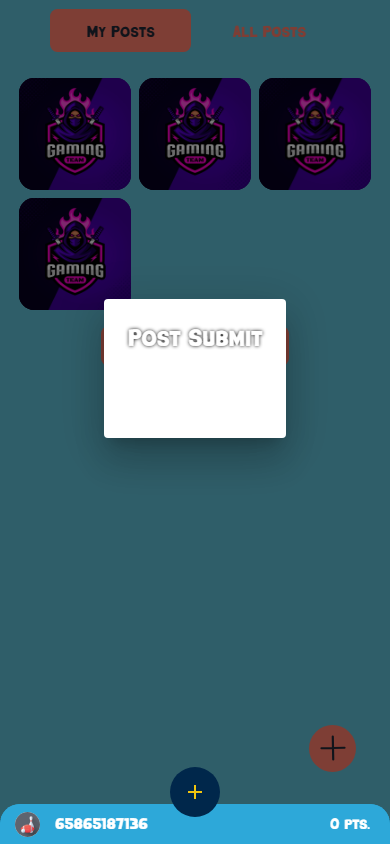 My Posts
All Posts
GAMING
TEAM
GAMING
TEAM
GAMING
TEAM
GAMING
TEAM
Post Submit
65865187136
0 PTS.